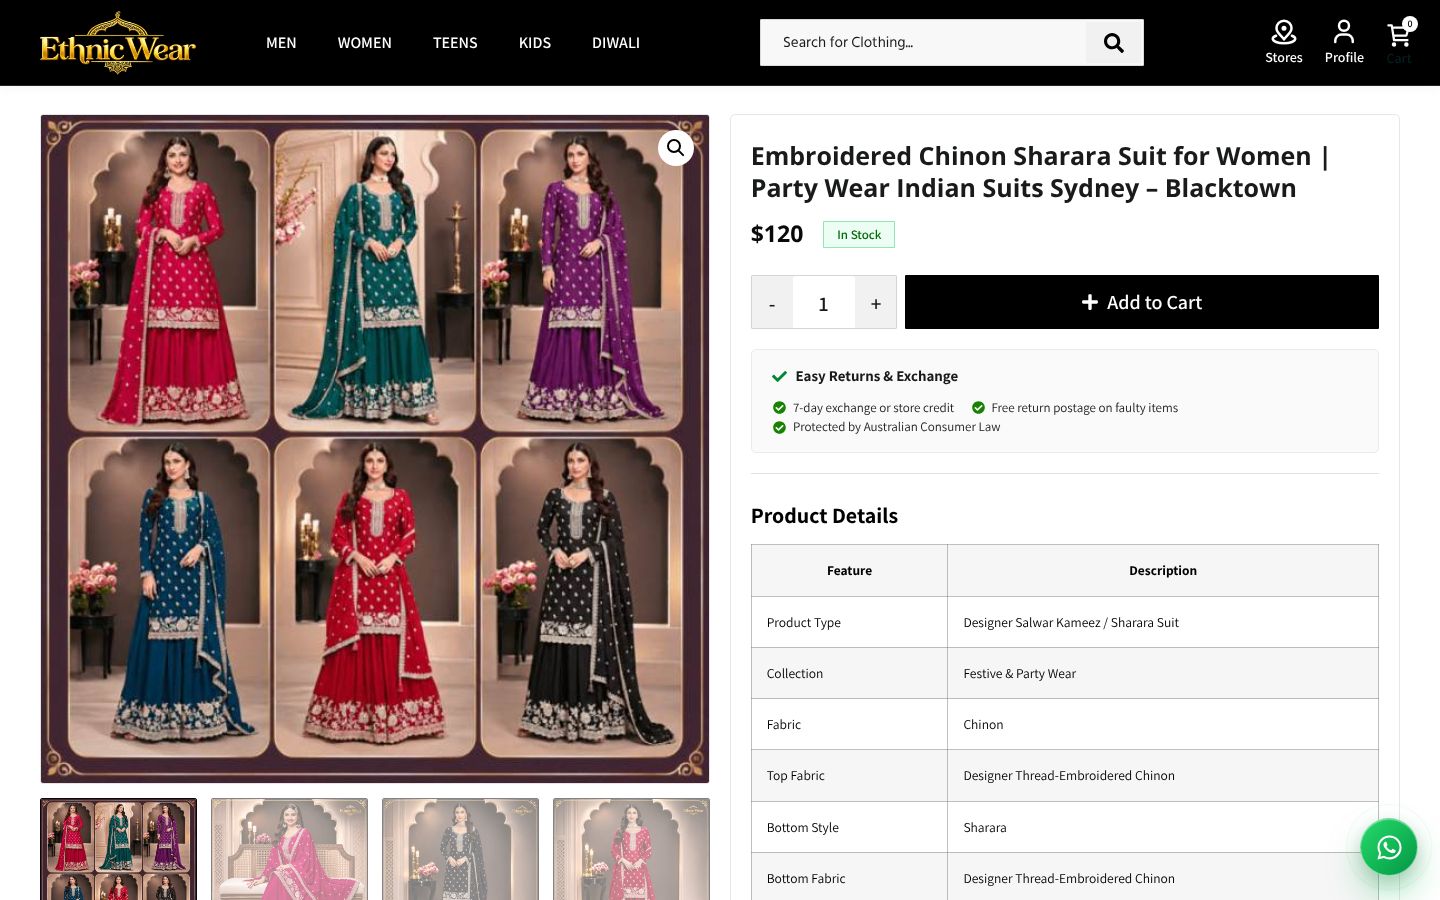 Ethnic Wear
MEN
WOMEN
TEENS
KIDS
DIWALI
Search for Clothing...
Stores
Profile
0
Cart
Embroidered Chinon Sharara Suit for Women |
Party Wear Indian Suits Sydney – Blacktown
$120
In Stock
-
1
+
Add to Cart
Easy Returns & Exchange
7-day exchange or store credit
Free return postage on faulty items
Protected by Australian Consumer Law
Product Details
Feature
Description
Product Type
Designer Salwar Kameez / Sharara Suit
Collection
Festive & Party Wear
Fabric
Chinon
Top Fabric
Designer Thread-Embroidered Chinon
Bottom Style
Sharara
Bottom Fabric
Designer Thread-Embroidered Chinon